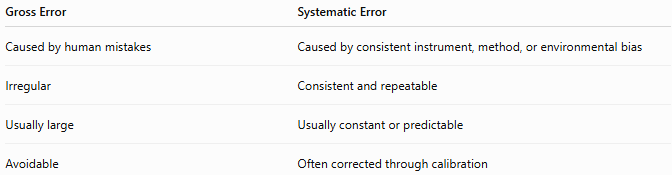 Gross Error Systematic Error
Caused by human mistakes Caused by consistent instrument, method, or environmental bias
Irregular Consistent and repeatable
Usually large Usually constant or predictable
Avoidable Often corrected through calibration